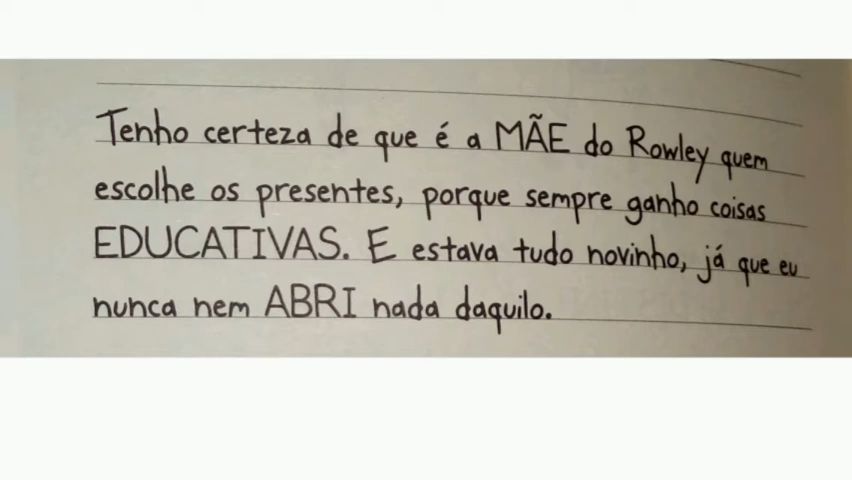 Tenho certeza de que é a MÃE do Rowley quem
escolhe os presentes, porque sempre ganho coisas
EDUCATIVAS. E estava tudo novinho, já que eu
nunca nem ABRI nada daquilo.